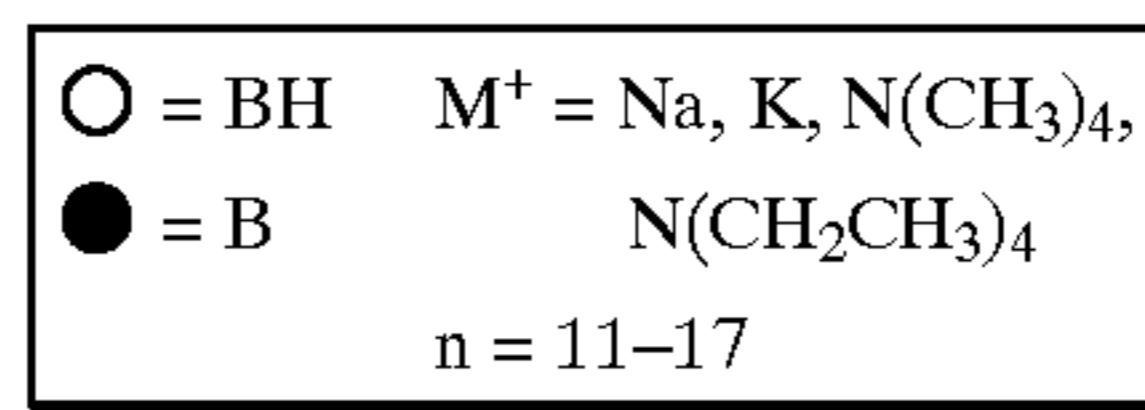 ○ = BH M⁺ = Na, K, N(CH₃)₄,
● = B N(CH₂CH₃)₄
n = 11–17